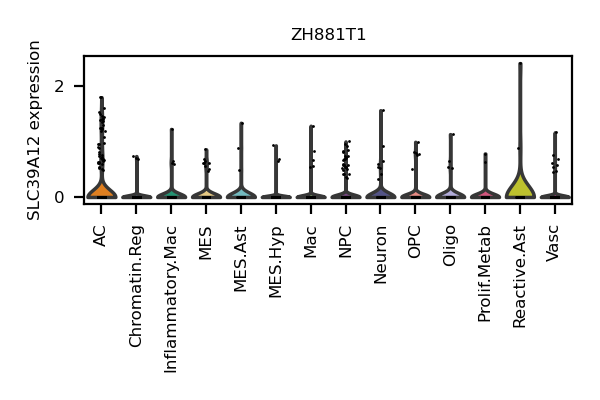 ZH881T1
SLC39A12 expression
2
0
AC
Chromatin.Reg
Inflammatory.Mac
MES
MES.Ast
MES.Hyp
Mac
NPC
Neuron
OPC
Oligo
Prolif.Metab
Reactive.Ast
Vasc